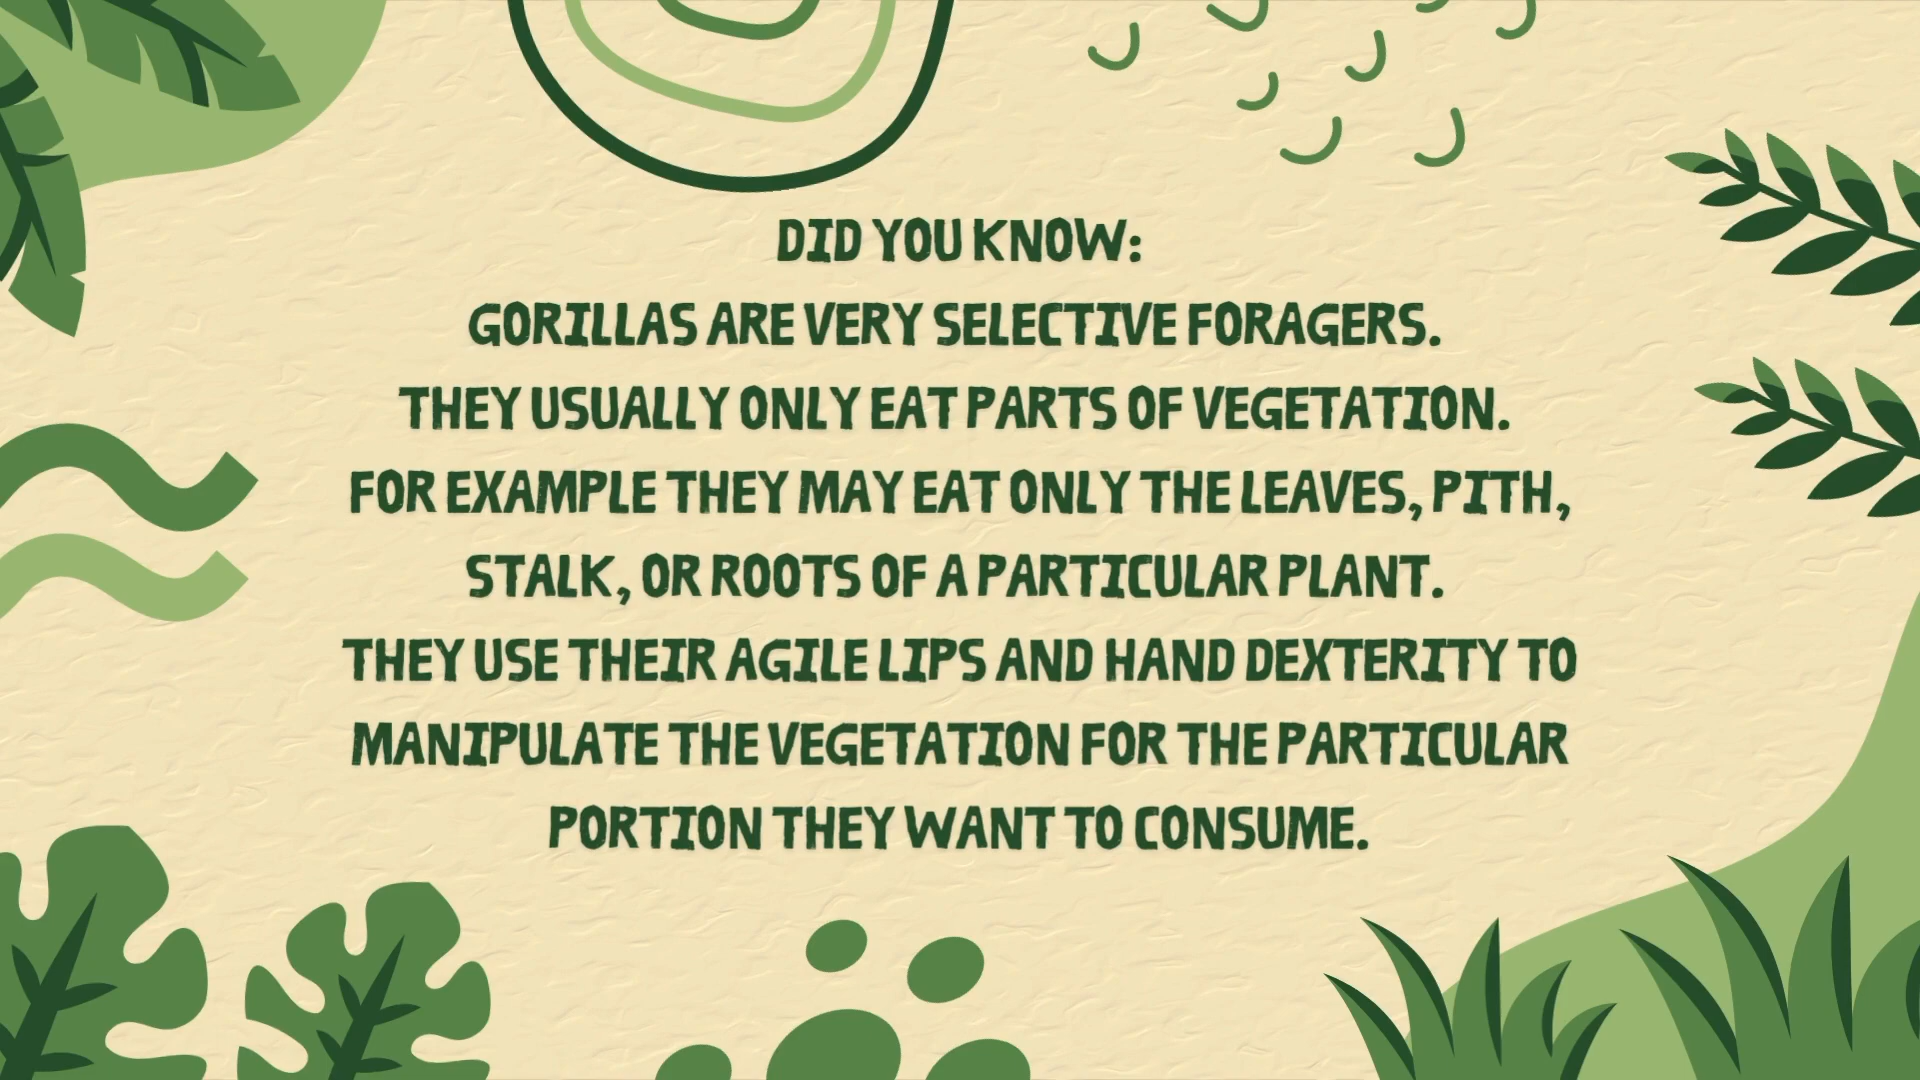 DID YOU KNOW:
GORILLAS ARE VERY SELECTIVE FORAGERS.
THEY USUALLY ONLY EAT PARTS OF VEGETATION.
FOR EXAMPLE THEY MAY EAT ONLY THE LEAVES, PITH,
STALK, OR ROOTS OF A PARTICULAR PLANT.
THEY USE THEIR AGILE LIPS AND HAND DEXTERITY TO
MANIPULATE THE VEGETATION FOR THE PARTICULAR
PORTION THEY WANT TO CONSUME.